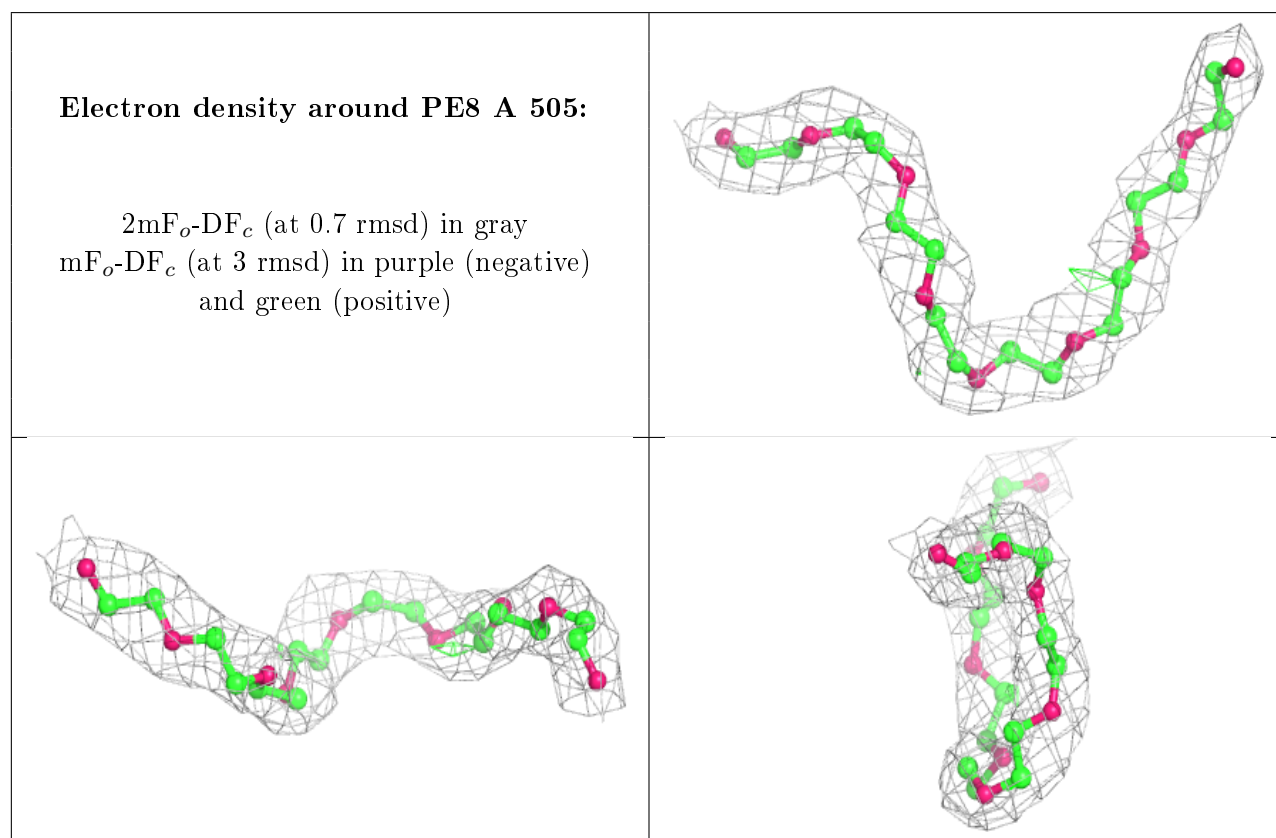 Electron density around PE8 A 505:
2mFₒ-DF𝒸 (at 0.7 rmsd) in gray
mFₒ-DF𝒸 (at 3 rmsd) in purple (negative)
and green (positive)